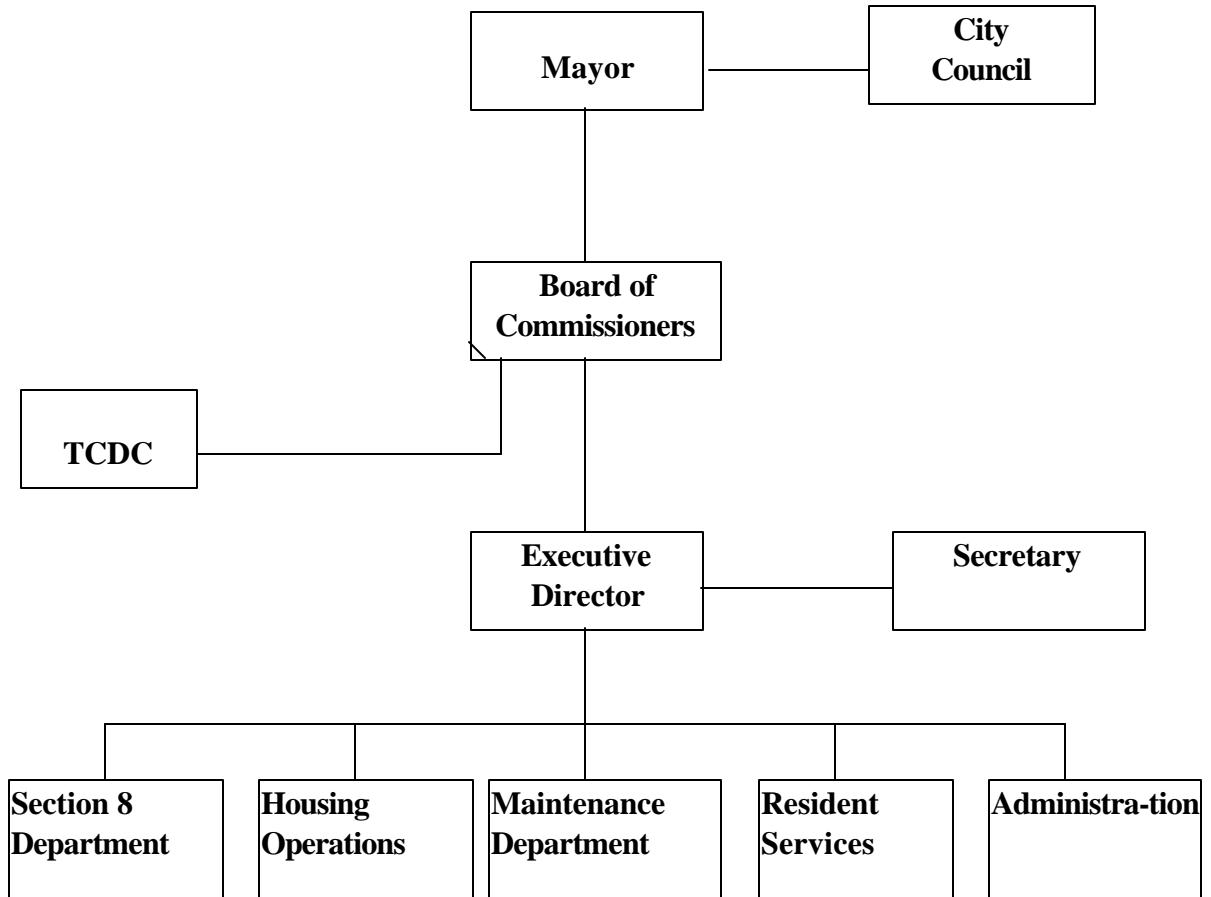 Mayor
City
Council
Board of
Commissioners
TCDC
Executive
Director
Secretary
Section 8
Department
Housing
Operations
Maintenance
Department
Resident
Services
Administra-tion